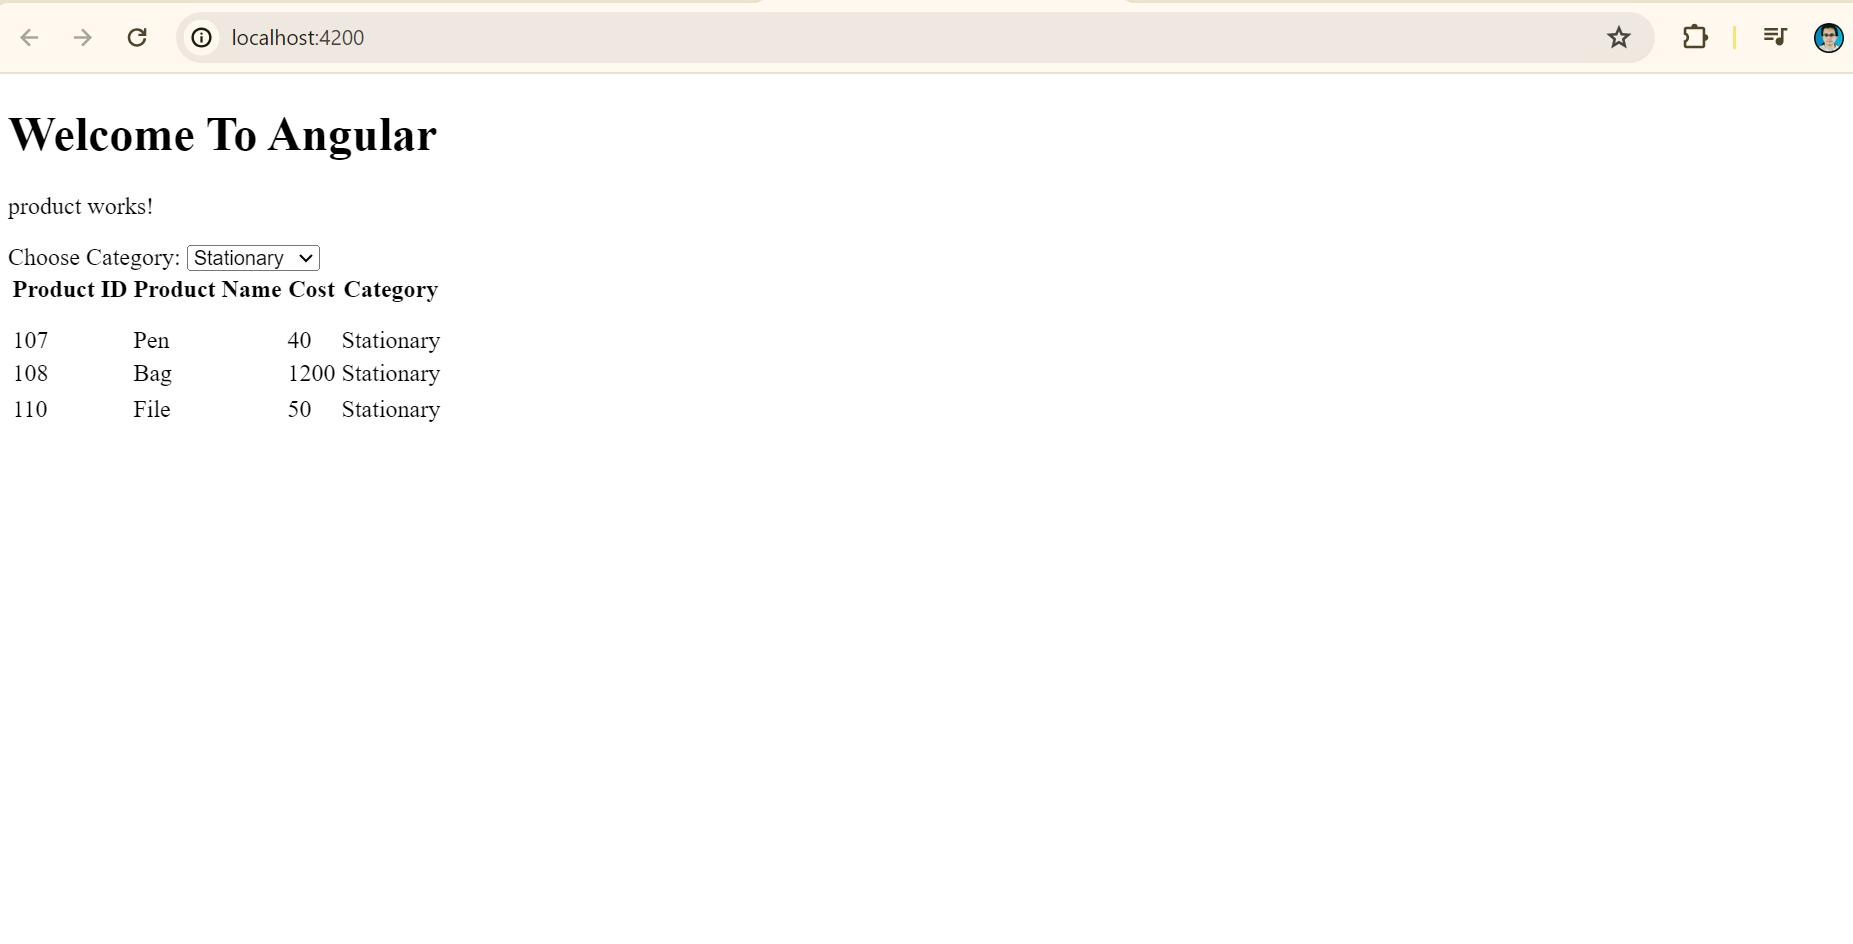 localhost:4200
Welcome To Angular
product works!
Choose Category: Stationary
Product ID Product Name Cost Category
107 Pen 40 Stationary
108 Bag 1200 Stationary
110 File 50 Stationary